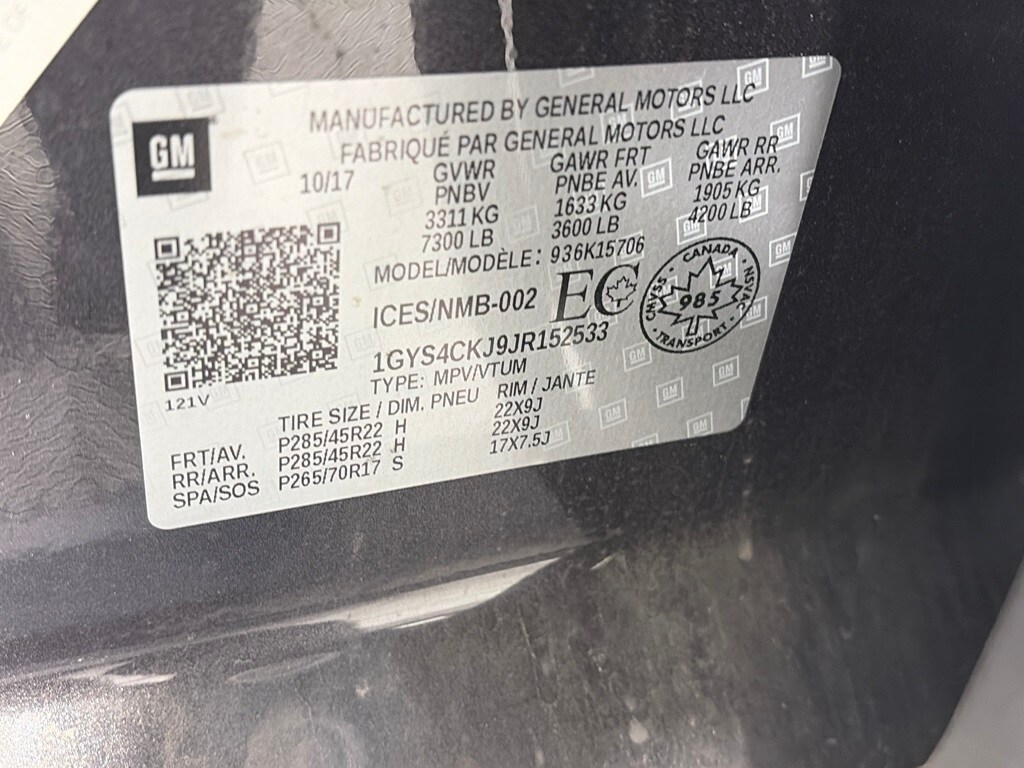 GM
MANUFACTURED BY GENERAL MOTORS LLC
FABRIQUÉ PAR GENERAL MOTORS LLC
10/17 GVWR GAWR FRT GAWR RR
PNBV PNBE AV. PNBE ARR.
3311 KG 1633 KG 1905 KG
7300 LB 3600 LB 4200 LB
MODEL/MODÈLE: 936K15706
ICES/NMB-002 EC
CANADA
CMVSS 985 NSVAC
TRANSPORT
1GYS4CKJ9JR152533
TYPE: MPV/VTUM
121V
TIRE SIZE / DIM. PNEU RIM / JANTE
FRT/AV. P285/45R22 H 22X9J
RR/ARR. P285/45R22 H 22X9J
SPA/SOS P265/70R17 S 17X7.5J